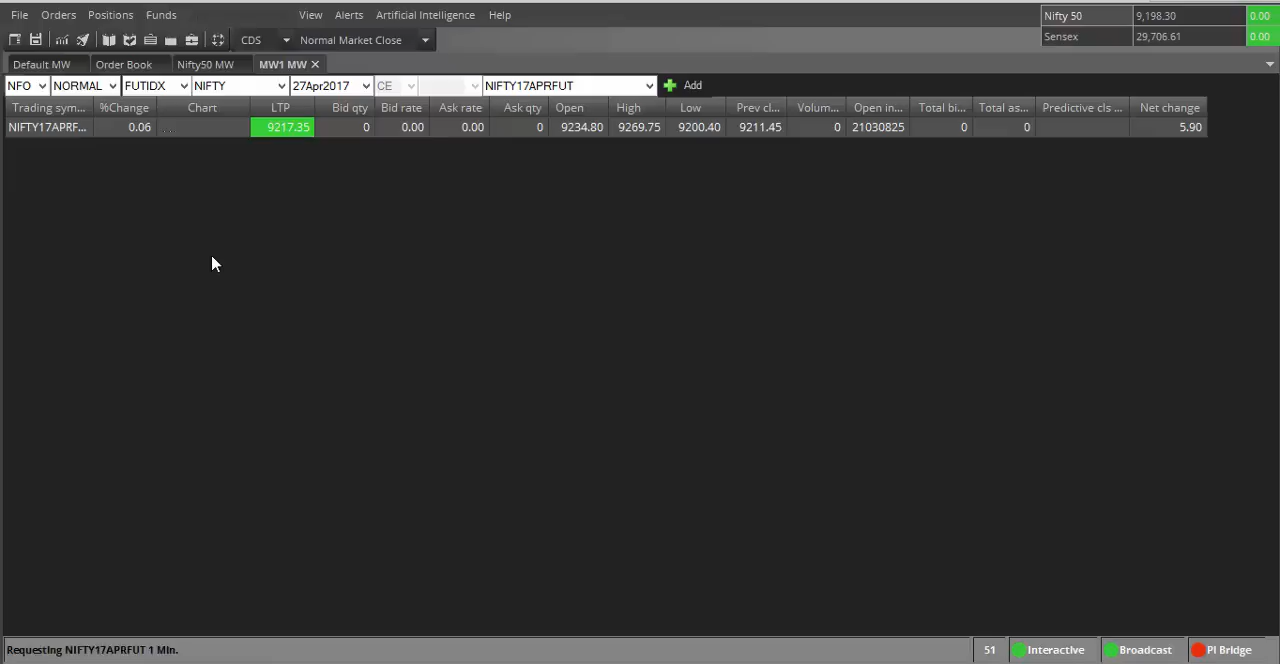 File Orders Positions Funds View Alerts Artificial Intelligence Help
Nifty 50 9,198.30 0.00
CDS Normal Market Close
Sensex 29,706.61 0.00
Default MW Order Book Nifty50 MW MW1 MW
NFO NORMAL FUTIDX NIFTY 27Apr2017 CE NIFTY17APRFUT Add
Trading sym... %Change Chart LTP Bid qty Bid rate Ask rate Ask qty Open High Low Prev cl... Volum... Open in... Total bi... Total as... Predictive cls ... Net change
NIFTY17APRF... 0.06 9217.35 0 0.00 0.00 0 9234.80 9269.75 9200.40 9211.45 0 21030825 0 0 5.90
Requesting NIFTY17APRFUT 1 Min. 51 Interactive Broadcast PI Bridge